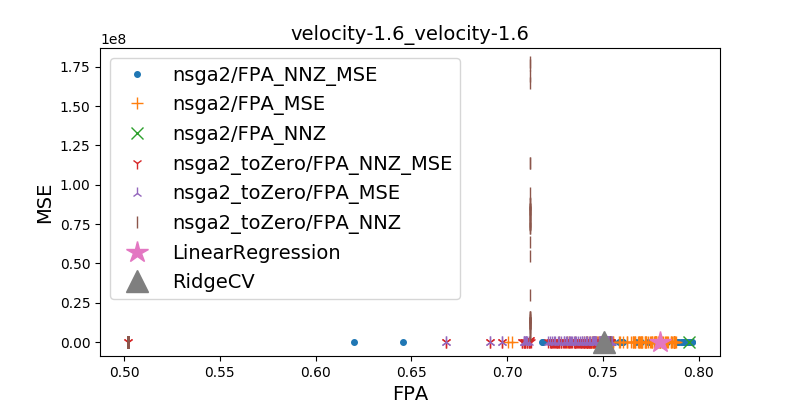 velocity-1.6_velocity-1.6
1e8
1.75
1.50
1.25
1.00
0.75
0.50
0.25
0.00
MSE
nsga2/FPA_NNZ_MSE
nsga2/FPA_MSE
nsga2/FPA_NNZ
nsga2_toZero/FPA_NNZ_MSE
nsga2_toZero/FPA_MSE
nsga2_toZero/FPA_NNZ
LinearRegression
RidgeCV
0.50 0.55 0.60 0.65 0.70 0.75 0.80
FPA